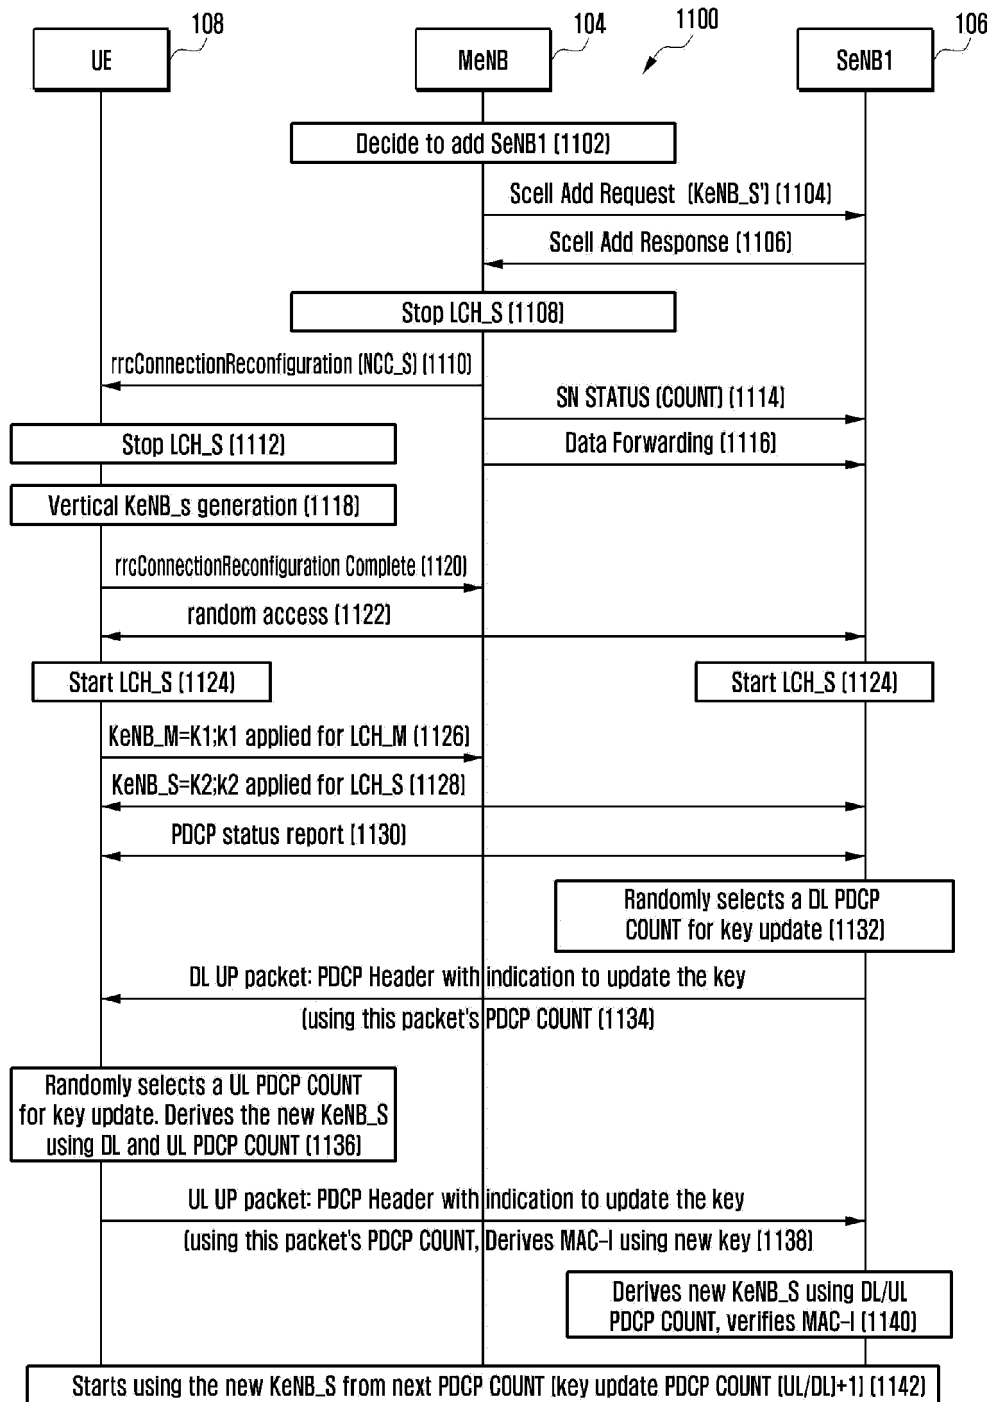 108
104
1100
106
UE
MeNB
SeNB1
Decide to add SeNB1 (1102)
Scell Add Request (KeNB_S') (1104)
Scell Add Response (1106)
Stop LCH_S (1108)
rrcConnectionReconfiguration (NCC_S) (1110)
SN STATUS (COUNT) (1114)
Stop LCH_S (1112)
Data Forwarding (1116)
Vertical KeNB_s generation (1118)
rrcConnectionReconfiguration Complete (1120)
random access (1122)
Start LCH_S (1124)
Start LCH_S (1124)
KeNB_M=K1;k1 applied for LCH_M (1126)
KeNB_S=K2;k2 applied for LCH_S (1128)
PDCP status report (1130)
Randomly selects a DL PDCP
COUNT for key update (1132)
DL UP packet: PDCP Header with indication to update the key
(using this packet's PDCP COUNT (1134)
Randomly selects a UL PDCP COUNT
for key update. Derives the new KeNB_S
using DL and UL PDCP COUNT (1136)
UL UP packet: PDCP Header with indication to update the key
(using this packet's PDCP COUNT, Derives MAC-I using new key (1138)
Derives new KeNB_S using DL/UL
PDCP COUNT, verifies MAC-I (1140)
Starts using the new KeNB_S from next PDCP COUNT (key update PDCP COUNT (UL/DL)+1) (1142)